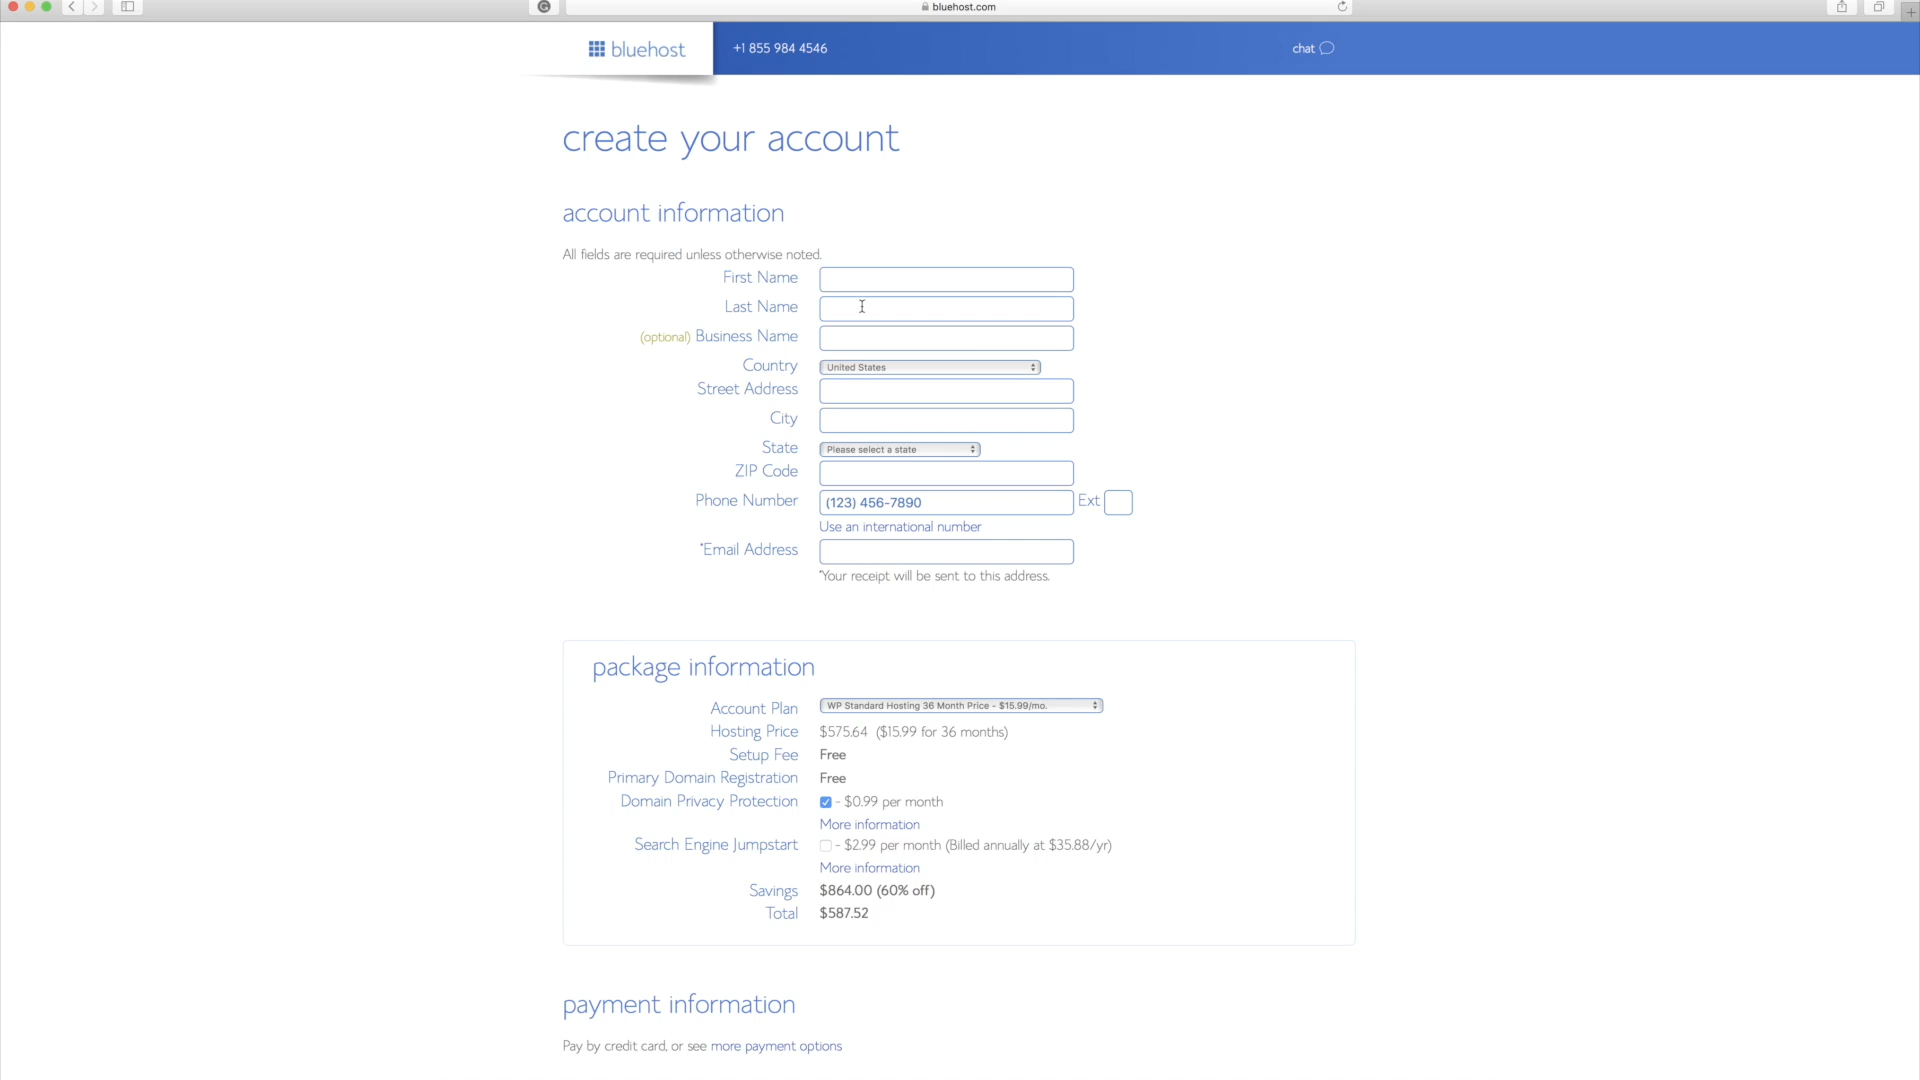 bluehost.com
bluehost
+1 855 984 4546
chat
create your account
account information
All fields are required unless otherwise noted.
First Name
Last Name
(optional) Business Name
Country United States
Street Address
City
State Please select a state
ZIP Code
Phone Number (123) 456-7890 Ext
Use an international number
*Email Address
*Your receipt will be sent to this address.
package information
Account Plan WP Standard Hosting 36 Month Price - $15.99/mo.
Hosting Price $575.64 ($15.99 for 36 months)
Setup Fee Free
Primary Domain Registration Free
Domain Privacy Protection - $0.99 per month
More information
Search Engine Jumpstart - $2.99 per month (Billed annually at $35.88/yr)
More information
Savings $864.00 (60% off)
Total $587.52
payment information
Pay by credit card, or see more payment options